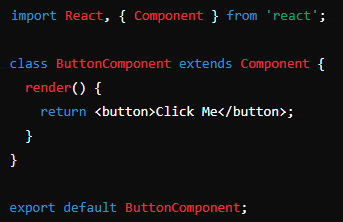 import React, { Component } from 'react';

class ButtonComponent extends Component {
  render() {
    return <button>Click Me</button>;
  }
}

export default ButtonComponent;